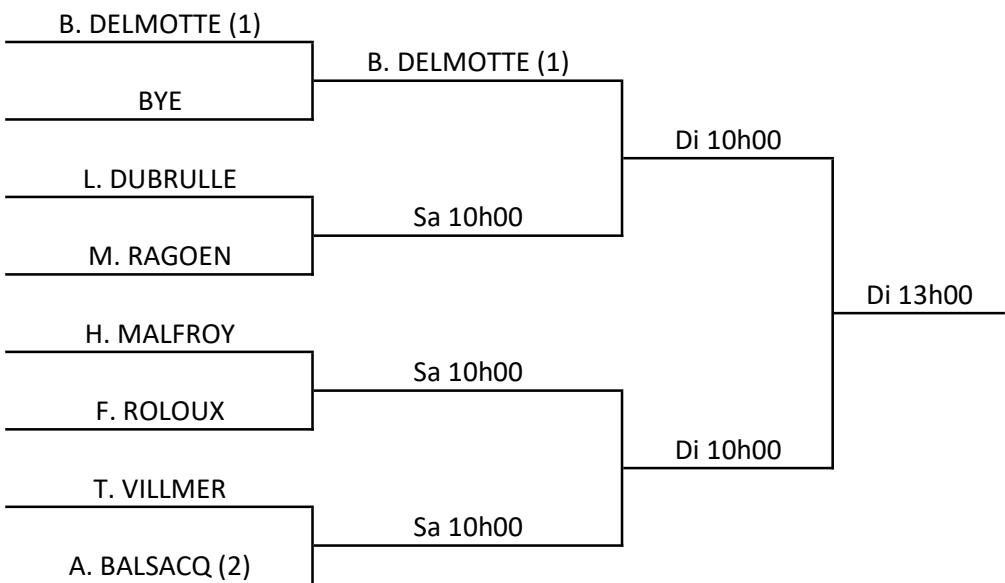 B. DELMOTTE (1)
B. DELMOTTE (1)
BYE
Di 10h00
L. DUBRULLE
Sa 10h00
M. RAGOEN
Di 13h00
H. MALFROY
Sa 10h00
F. ROLOUX
Di 10h00
T. VILLMER
Sa 10h00
A. BALSACQ (2)